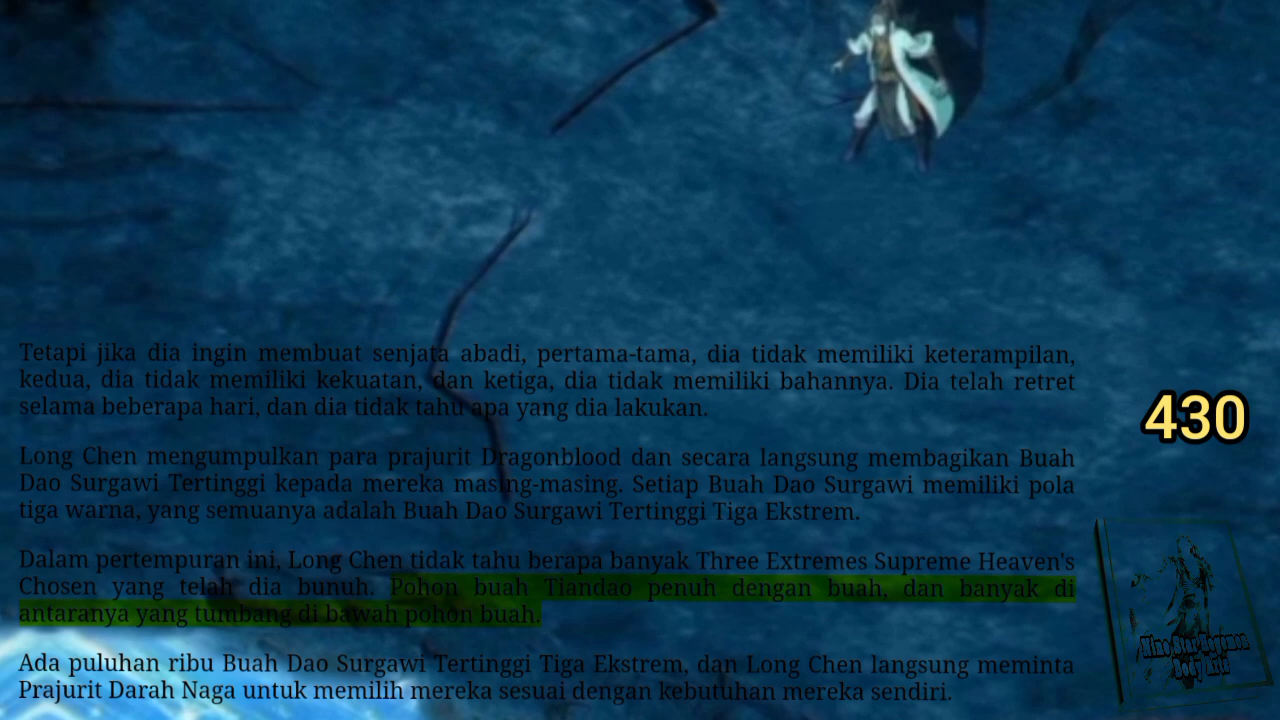 Tetapi jika dia ingin membuat senjata abadi, pertama-tama, dia tidak memiliki keterampilan,
kedua, dia tidak memiliki kekuatan, dan ketiga, dia tidak memiliki bahannya. Dia telah retret
selama beberapa hari, dan dia tidak tahu apa yang dia lakukan.
Long Chen mengumpulkan para prajurit Dragonblood dan secara langsung membagikan Buah
Dao Surgawi Tertinggi kepada mereka masing-masing. Setiap Buah Dao Surgawi memiliki pola
tiga warna, yang semuanya adalah Buah Dao Surgawi Tertinggi Tiga Ekstrem.
Dalam pertempuran ini, Long Chen tidak tahu berapa banyak Three Extremes Supreme Heaven's
Chosen yang telah dia bunuh. Pohon buah Tiandao penuh dengan buah, dan banyak di
antaranya yang tumbang di bawah pohon buah.
Ada puluhan ribu Buah Dao Surgawi Tertinggi Tiga Ekstrem, dan Long Chen langsung meminta
Prajurit Darah Naga untuk memilih mereka sesuai dengan kebutuhan mereka sendiri.
430
Body Arts